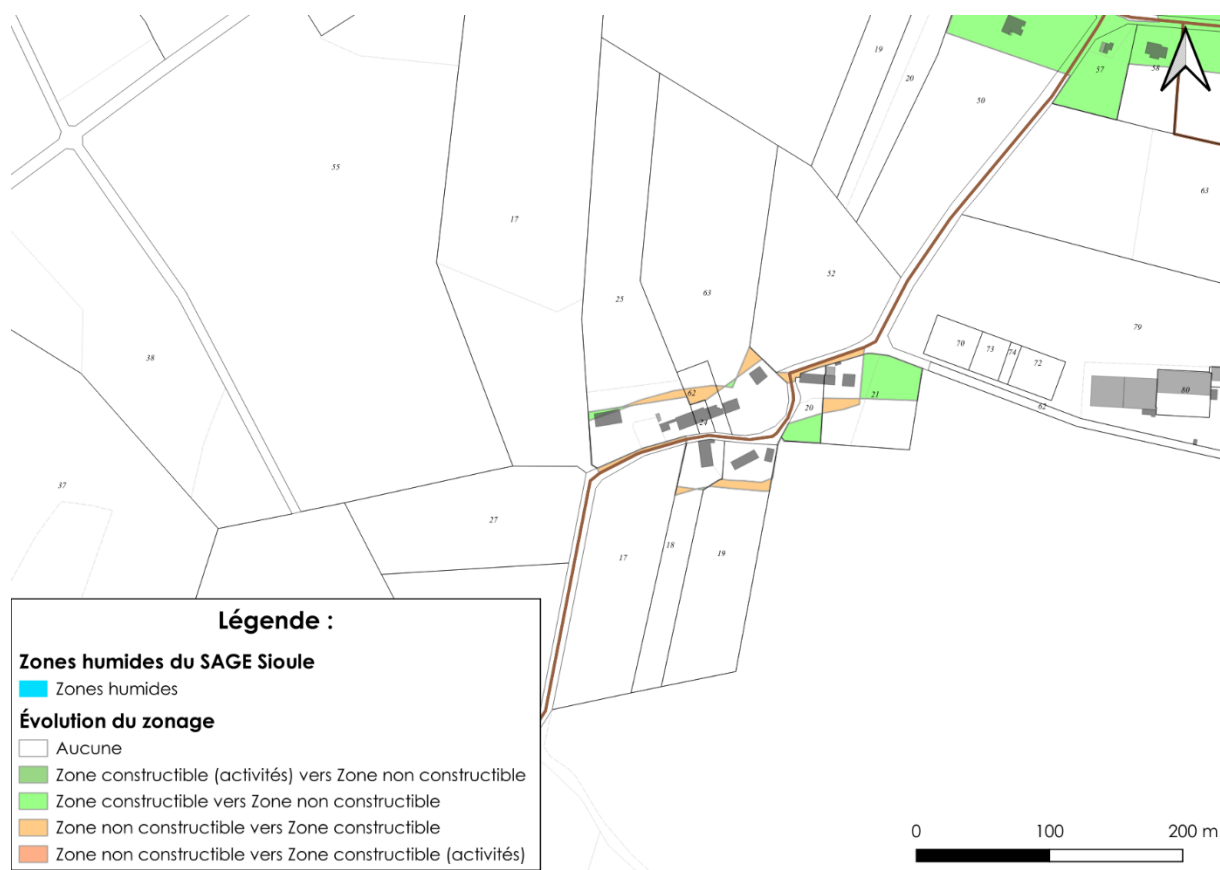 19
57
58
20
50
55
63
17
52
25
63
38
79
70
73
74
72
80
62
21
62
20
24
37
27
17
18
19
Légende :
Zones humides du SAGE Sioule
Zones humides
Évolution du zonage
Aucune
Zone constructible (activités) vers Zone non constructible
Zone constructible vers Zone non constructible
Zone non constructible vers Zone constructible
Zone non constructible vers Zone constructible (activités)
0 100 200 m